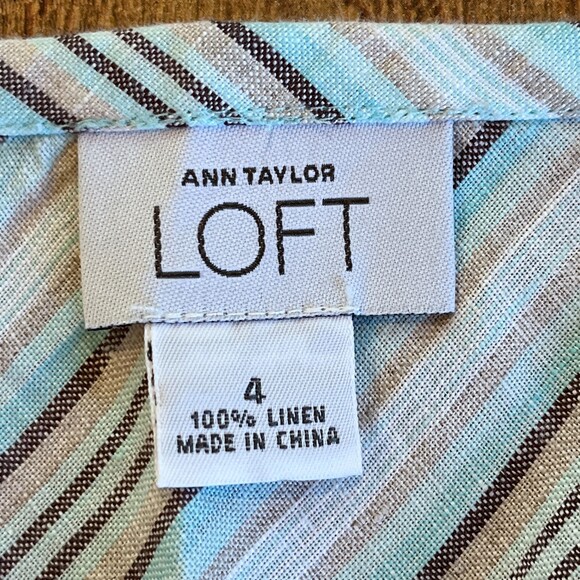 ANN TAYLOR
LOFT
4
100% LINEN
MADE IN CHINA